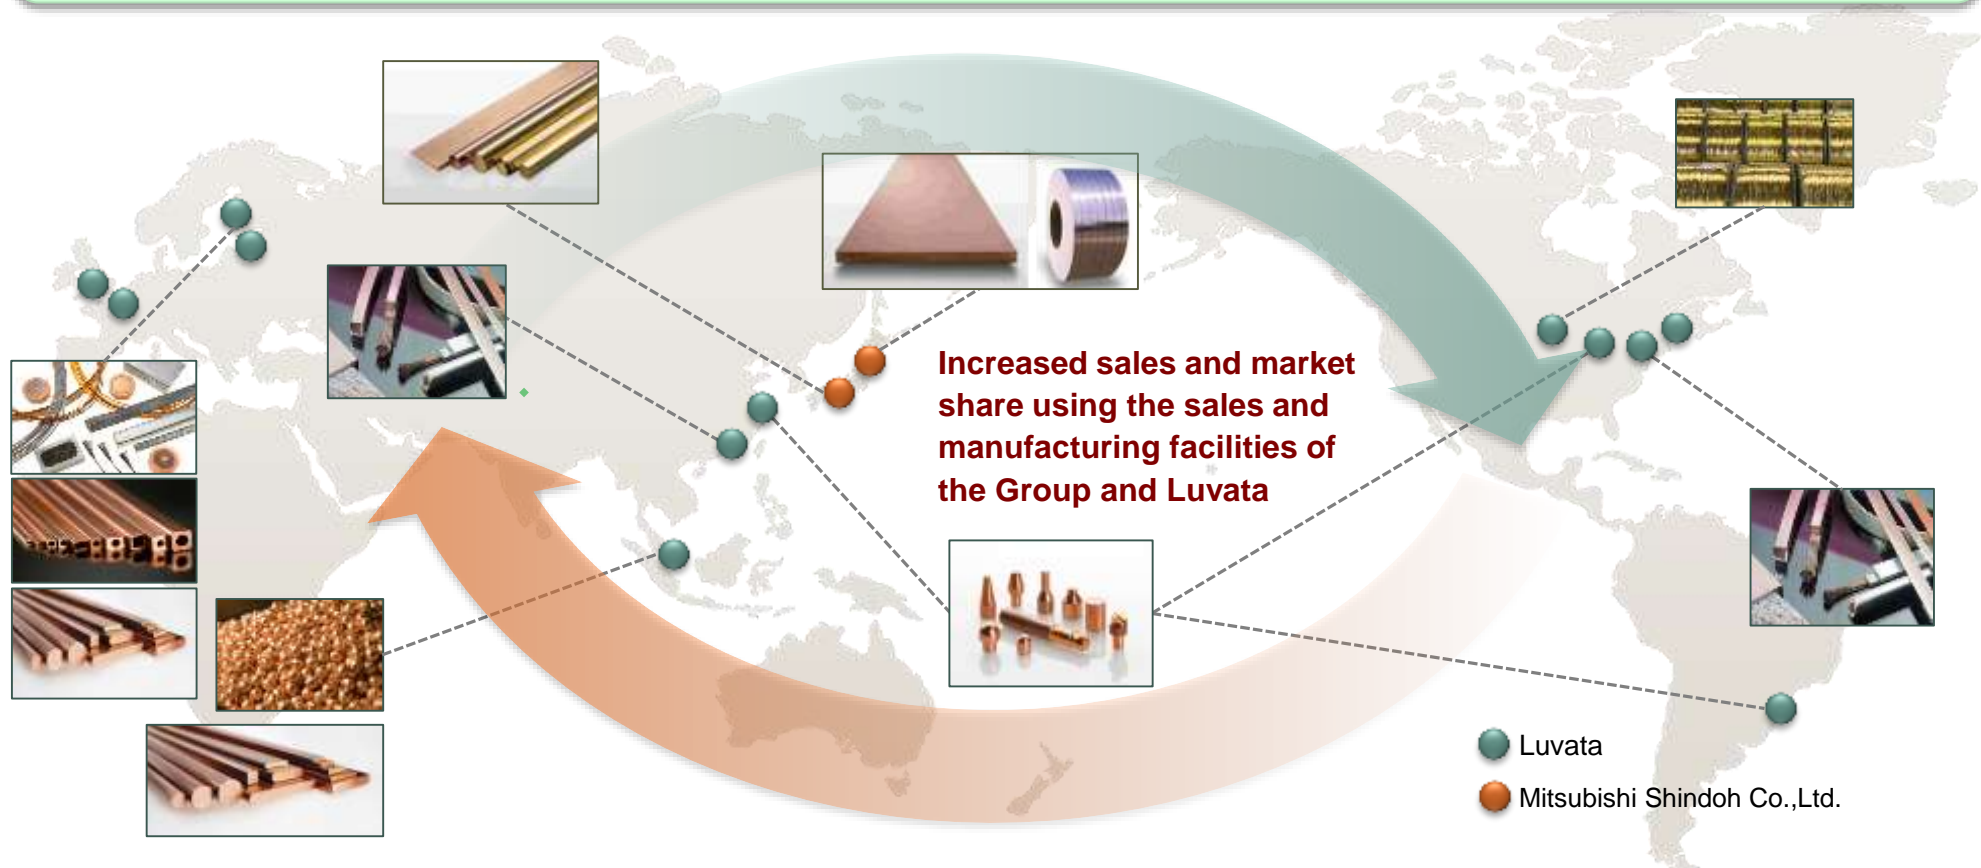 Increased sales and market
share using the sales and
manufacturing facilities of
the Group and Luvata
Luvata
Mitsubishi Shindoh Co.,Ltd.